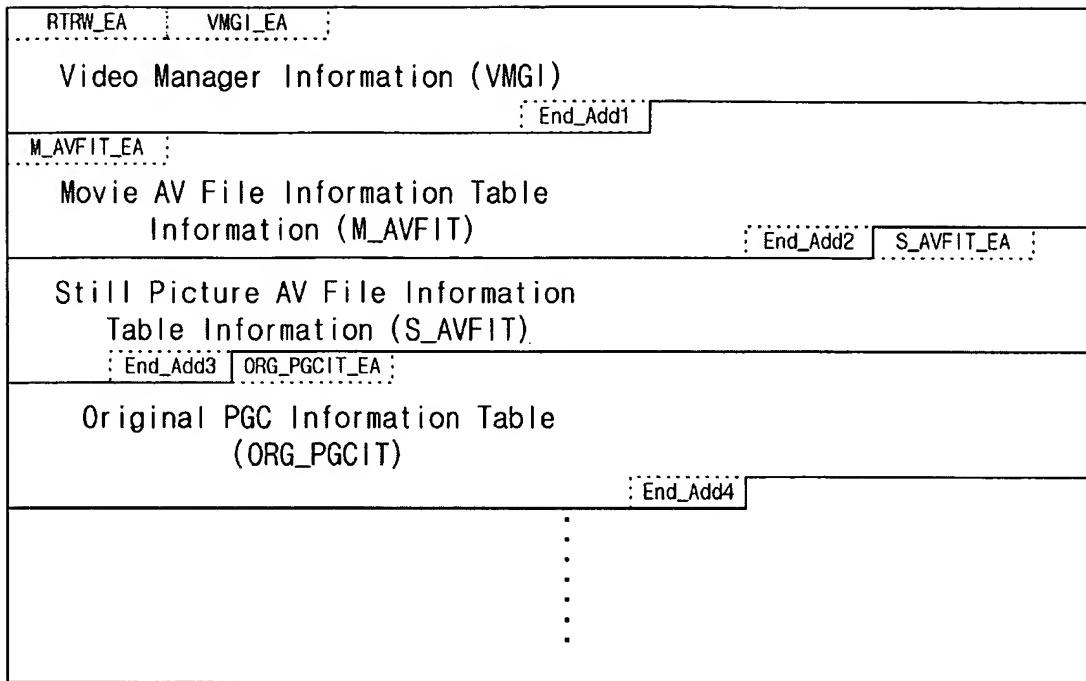 RTRW_EA VMGI_EA
Video Manager Information (VMGI)
End_Add1
M_AVFIT_EA
Movie AV File Information Table
Information (M_AVFIT)
End_Add2 S_AVFIT_EA
Still Picture AV File Information
Table Information (S_AVFIT)
End_Add3 ORG_PGCIT_EA
Original PGC Information Table
(ORG_PGCIT)
End_Add4